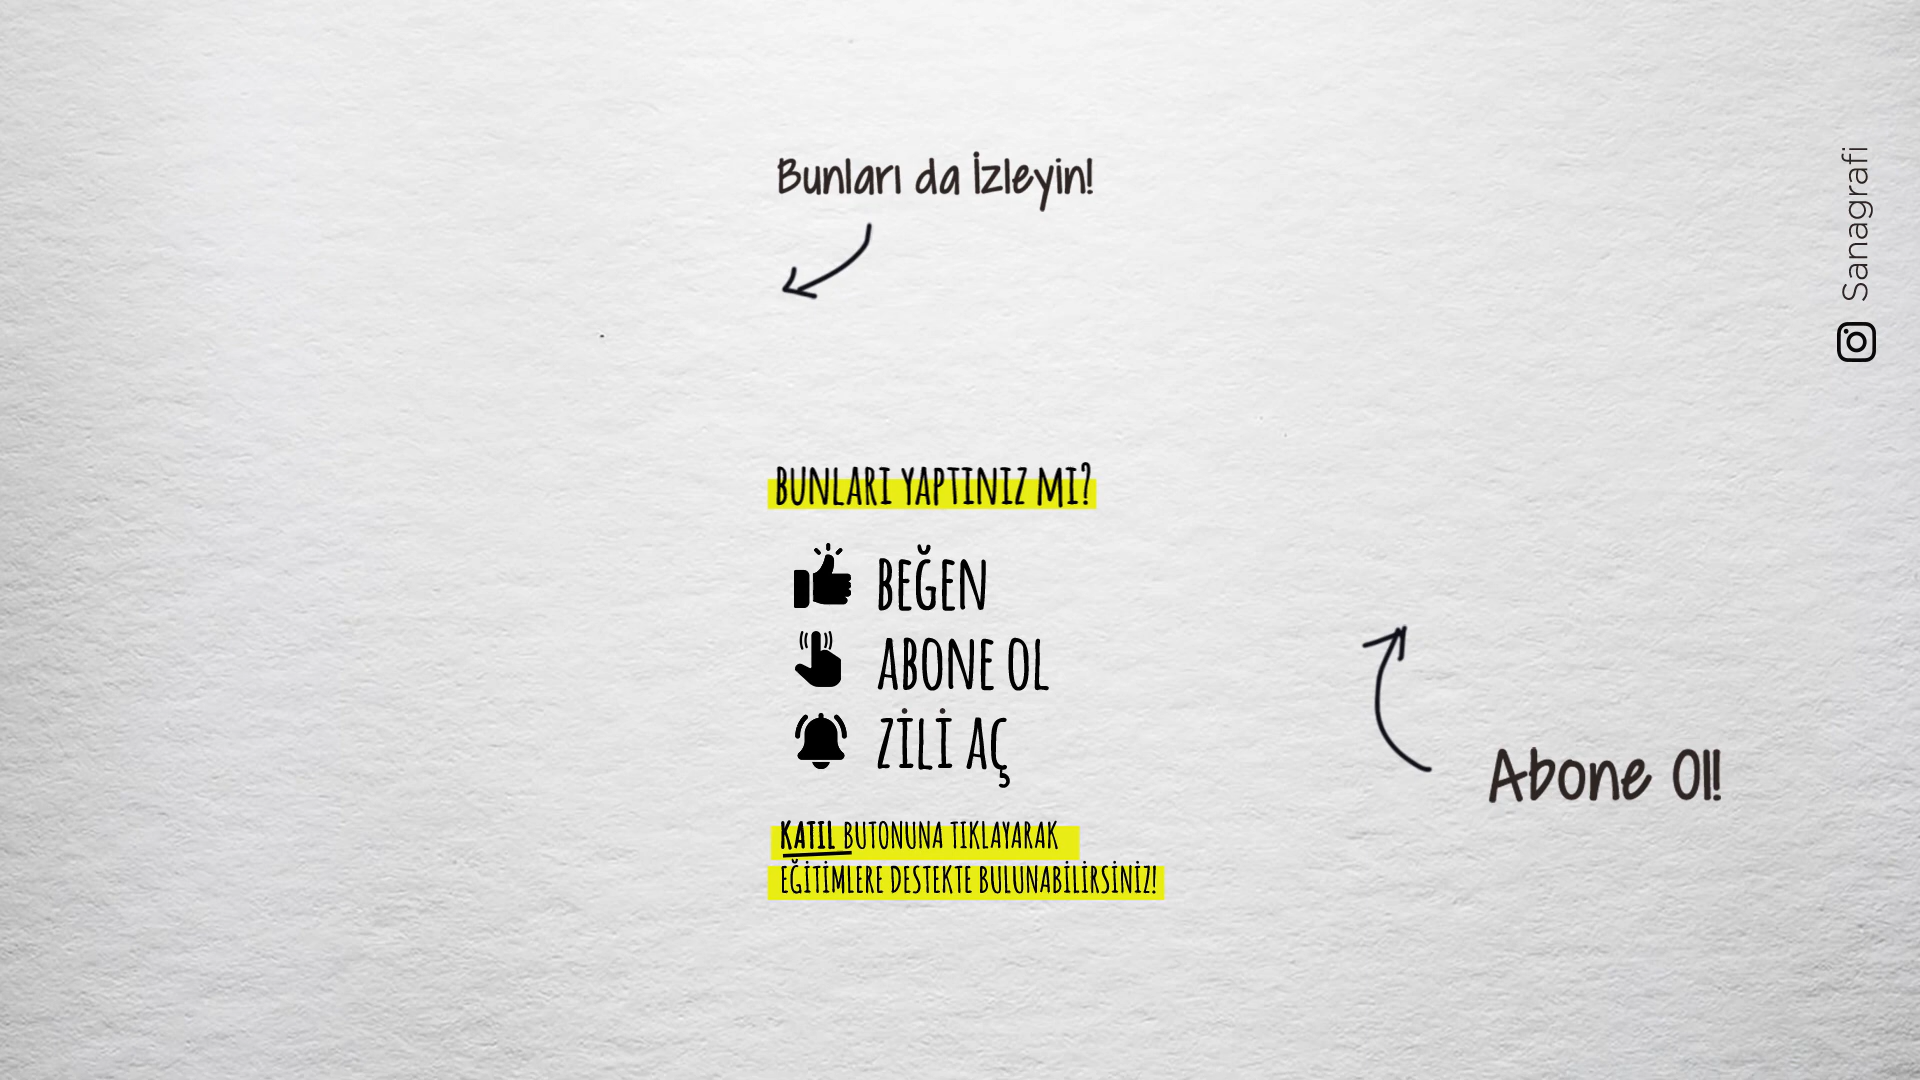 Bunları da İzleyin!
Sanagrafi
BUNLARI YAPTINIZ MI?
BEĞEN
ABONE OL
ZİLİ AÇ
Abone Ol!
KATIL BUTONUNA TIKLAYARAK
EĞİTİMLERE DESTEKTE BULUNABİLİRSİNİZ!